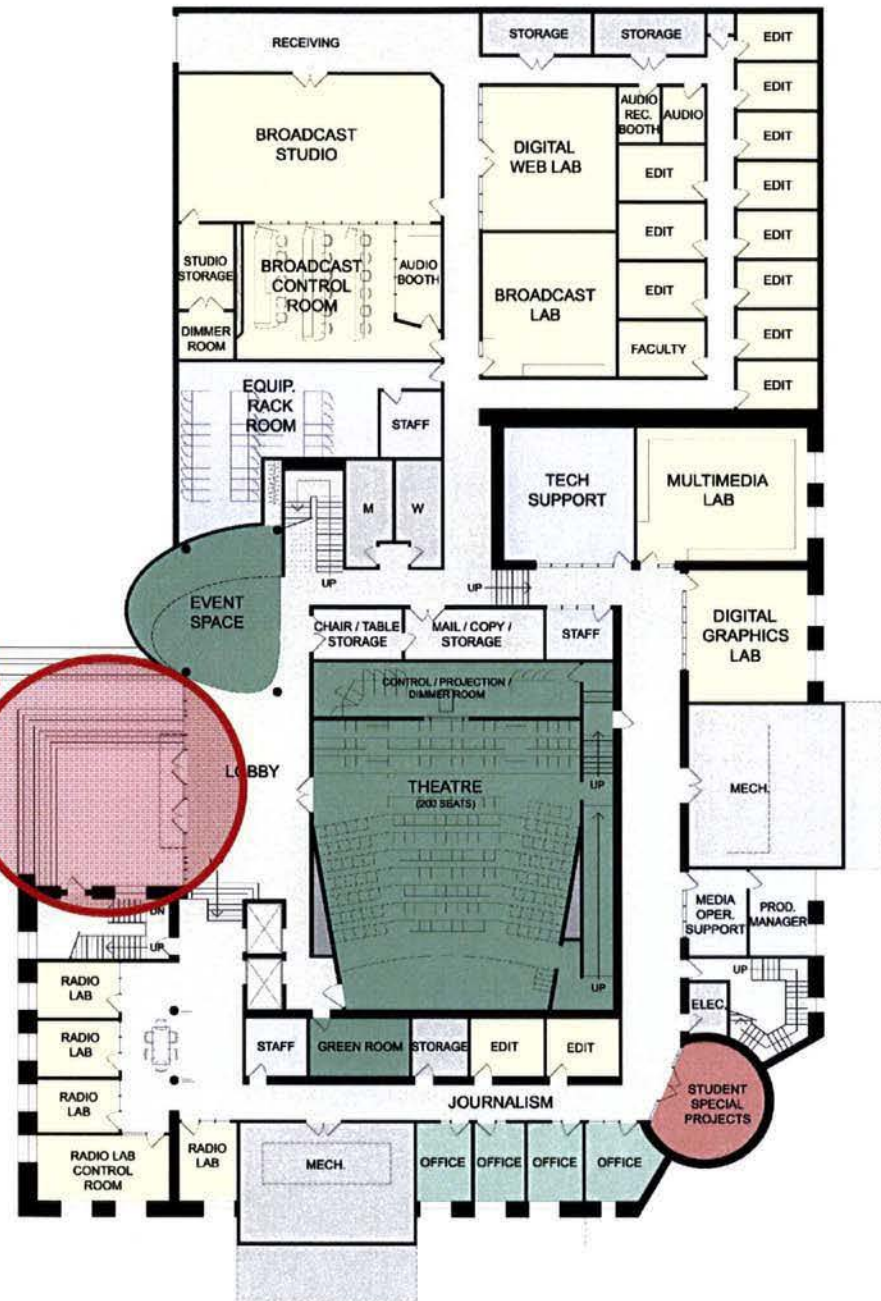 RECEIVING
STORAGE
STORAGE
EDIT
EDIT
BROADCAST
STUDIO
DIGITAL
WEB LAB
AUDIO
REC.
BOOTH
AUDIO
EDIT
EDIT
EDIT
EDIT
EDIT
STUDIO
STORAGE
BROADCAST
CONTROL
ROOM
AUDIO
BOOTH
BROADCAST
LAB
EDIT
EDIT
DIMMER
ROOM
FACULTY
EDIT
EDIT
EQUIP.
RACK
ROOM
STAFF
TECH
SUPPORT
MULTIMEDIA
LAB
M
W
UP
UP
EVENT
SPACE
CHAIR / TABLE
STORAGE
MAIL / COPY /
STORAGE
STAFF
DIGITAL
GRAPHICS
LAB
CONTROL / PROJECTION /
DIMMER ROOM
LOBBY
THEATRE
(200 SEATS)
UP
MECH.
DN
UP
MEDIA
OPER.
SUPPORT
PROD.
MANAGER
RADIO
LAB
UP
UP
ELEC.
RADIO
LAB
STAFF
GREEN ROOM
STORAGE
EDIT
EDIT
RADIO
LAB
JOURNALISM
STUDENT
SPECIAL
PROJECTS
RADIO LAB
CONTROL
ROOM
RADIO
LAB
MECH.
OFFICE
OFFICE
OFFICE
OFFICE